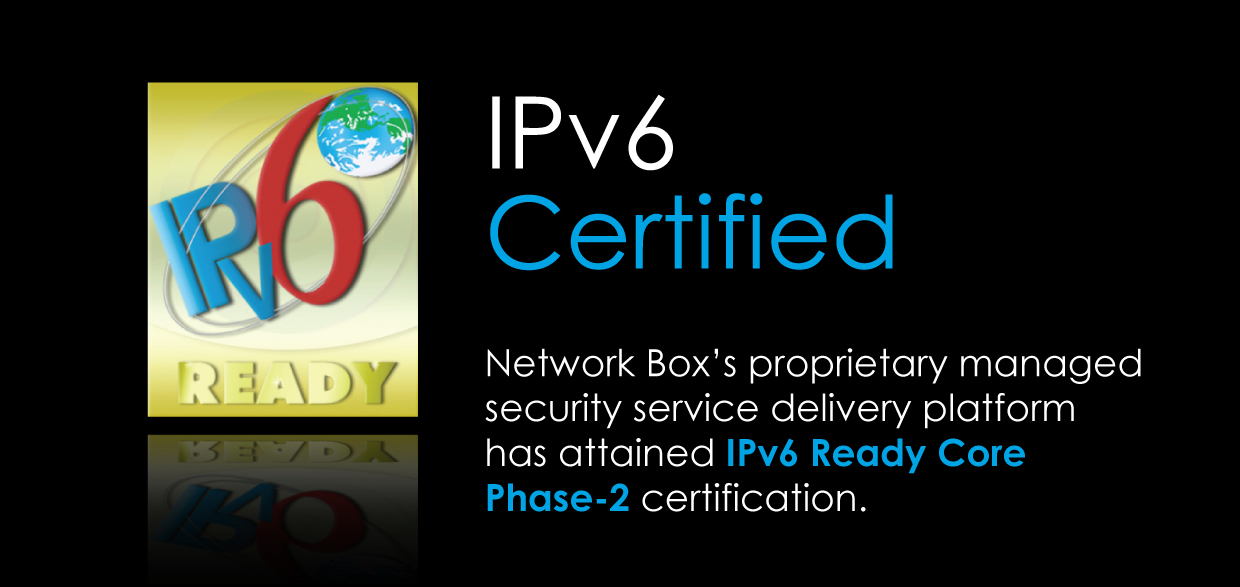 IPv6
READY
IPv6
Certified
Network Box’s proprietary managed
security service delivery platform
has attained IPv6 Ready Core
Phase-2 certification.